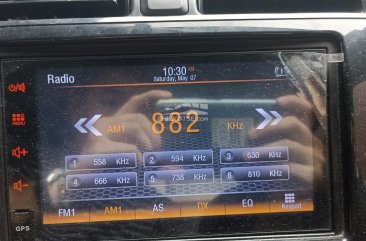 Radio
10:30 AM
Saturday, May 07
AM1
882
KHz
1 558 KHz
2 594 KHz
3 630 KHz
4 666 KHz
5 738 KHz
6 810 KHz
FM1
AM1
AS
DX
EQ
Keypad
GPS